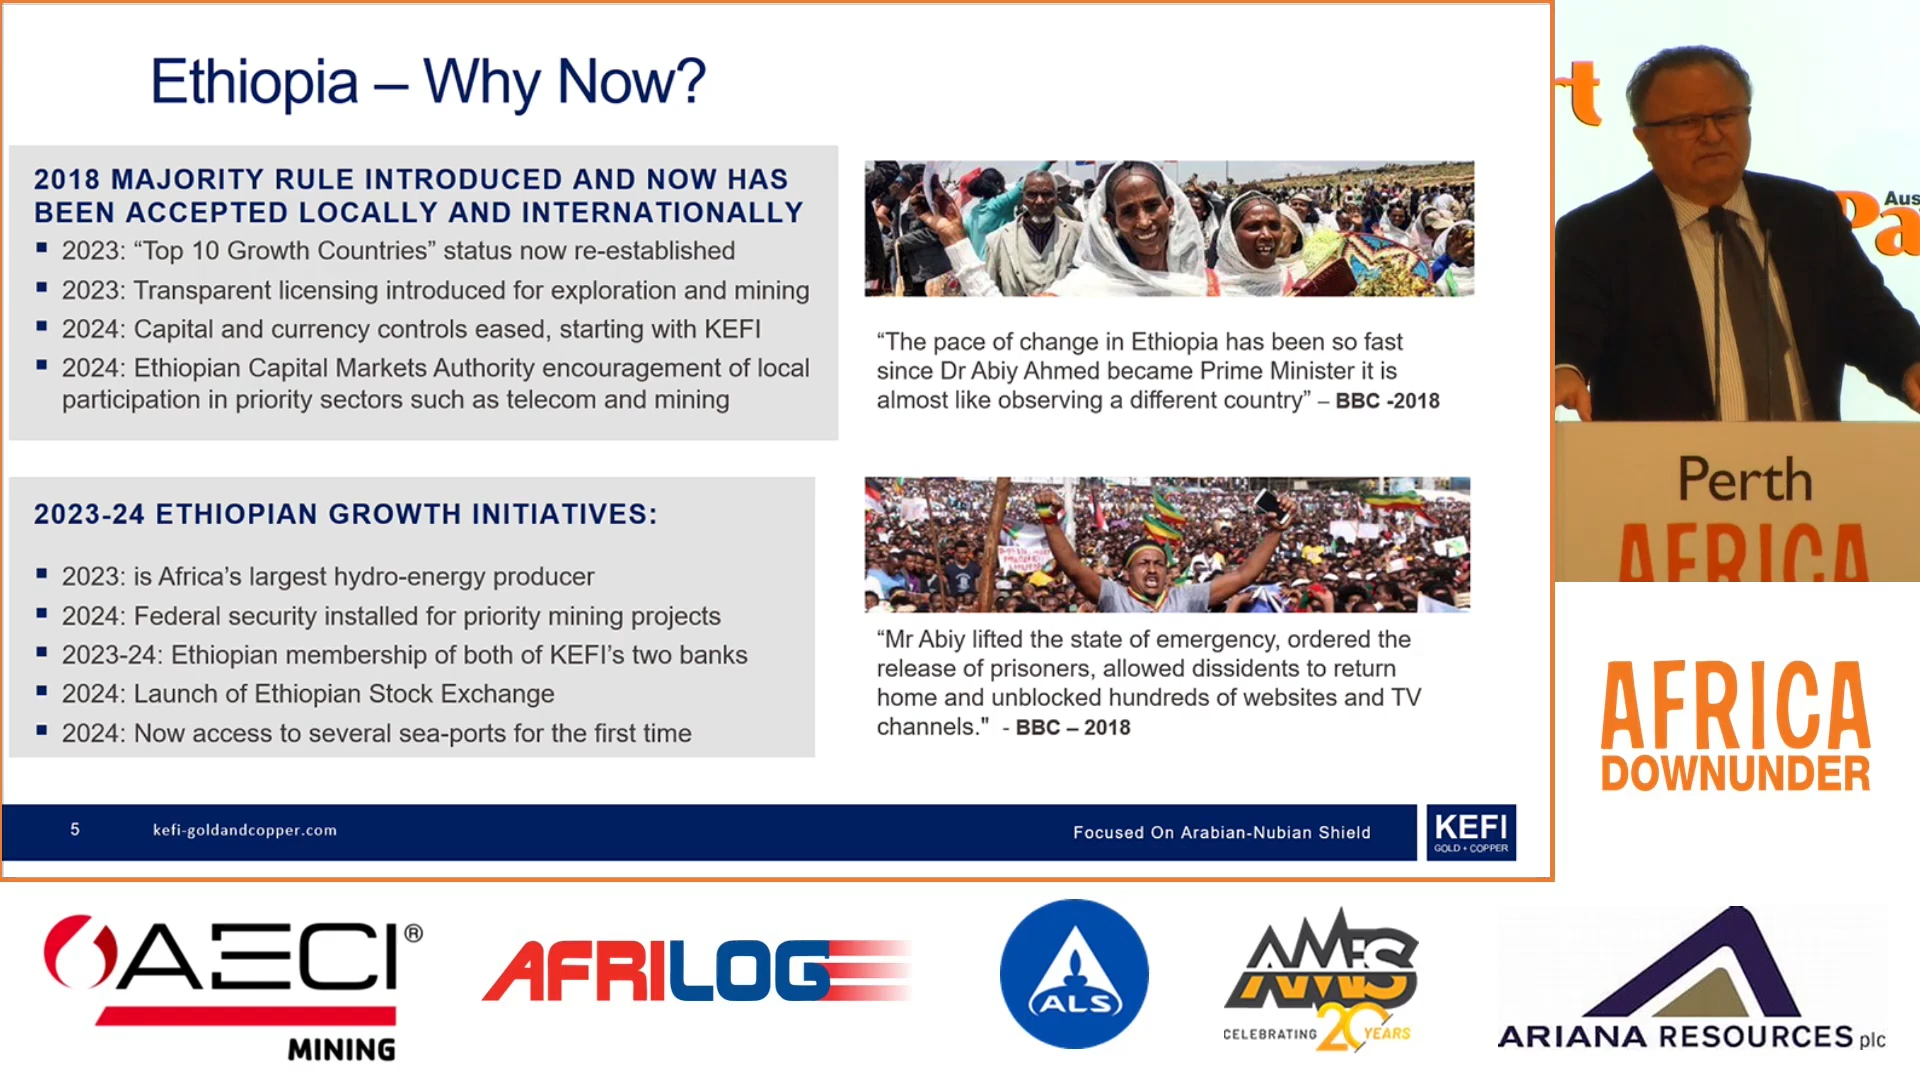 Ethiopia – Why Now?
2018 MAJORITY RULE INTRODUCED AND NOW HAS
BEEN ACCEPTED LOCALLY AND INTERNATIONALLY
▪ 2023: “Top 10 Growth Countries” status now re-established
▪ 2023: Transparent licensing introduced for exploration and mining
▪ 2024: Capital and currency controls eased, starting with KEFI
▪ 2024: Ethiopian Capital Markets Authority encouragement of local
participation in priority sectors such as telecom and mining
“The pace of change in Ethiopia has been so fast
since Dr Abiy Ahmed became Prime Minister it is
almost like observing a different country” – BBC -2018
2023-24 ETHIOPIAN GROWTH INITIATIVES:
▪ 2023: is Africa’s largest hydro-energy producer
▪ 2024: Federal security installed for priority mining projects
▪ 2023-24: Ethiopian membership of both of KEFI’s two banks
▪ 2024: Launch of Ethiopian Stock Exchange
▪ 2024: Now access to several sea-ports for the first time
“Mr Abiy lifted the state of emergency, ordered the
release of prisoners, allowed dissidents to return
home and unblocked hundreds of websites and TV
channels." - BBC – 2018
5
kefi-goldandcopper.com
Focused On Arabian-Nubian Shield
KEFI
GOLD + COPPER
rt
Aus
Pa
Perth
AFRICA
AFRICA
DOWNUNDER
AECI®
MINING
AFRILOG
ALS
AMIS
CELEBRATING 20 YEARS
ARIANA RESOURCES plc